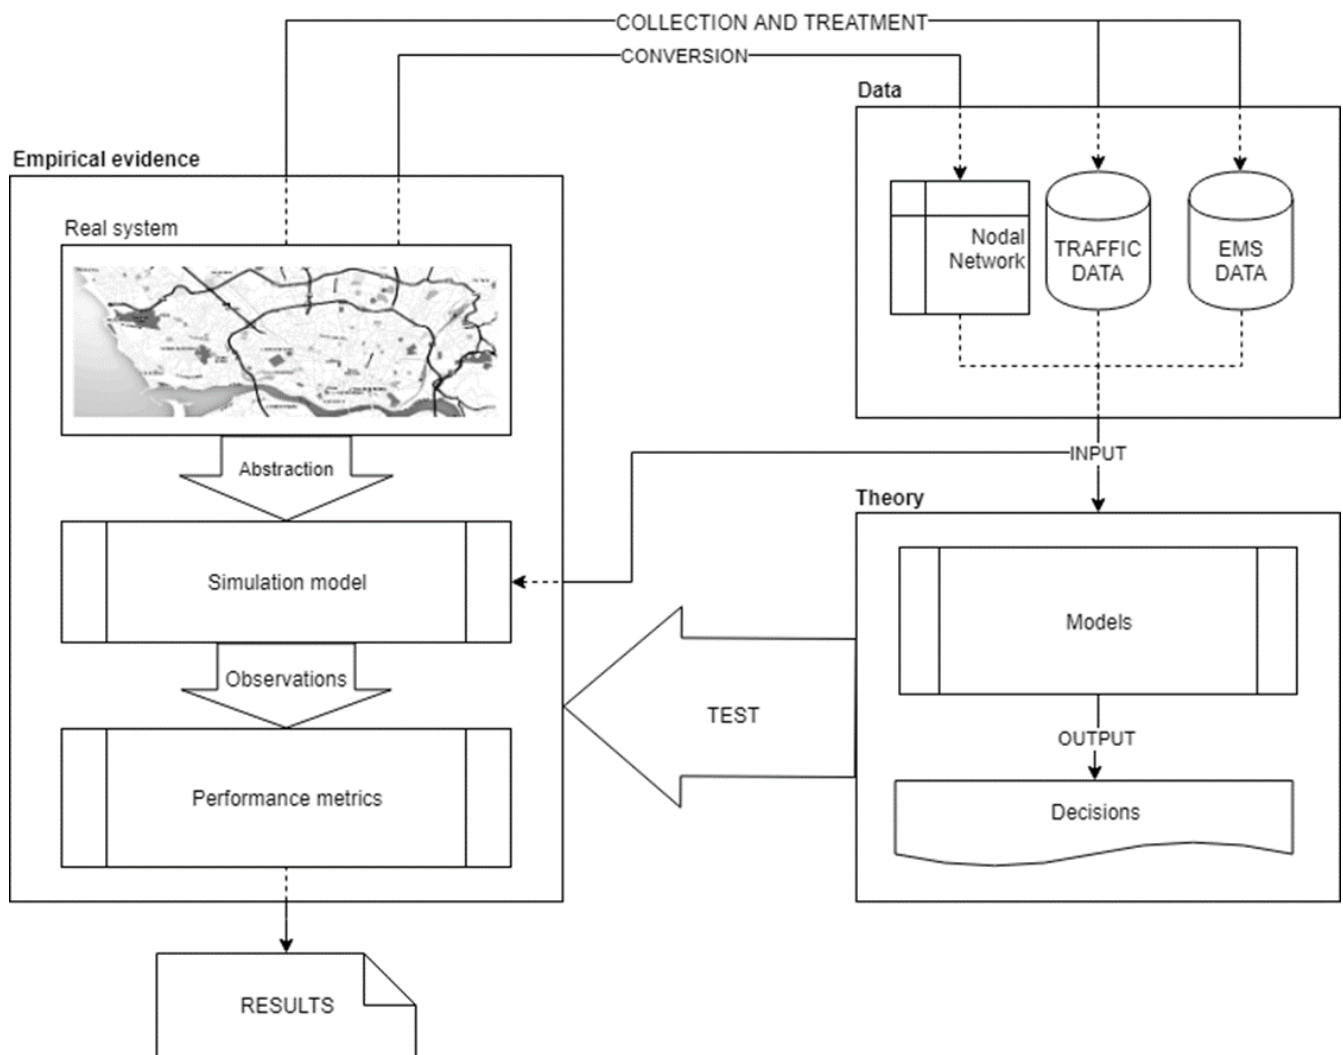 COLLECTION AND TREATMENT
CONVERSION
Data
Empirical evidence
Real system
Nodal
Network
TRAFFIC
DATA
EMS
DATA
Abstraction
INPUT
Theory
Simulation model
Models
Observations
TEST
OUTPUT
Performance metrics
Decisions
RESULTS